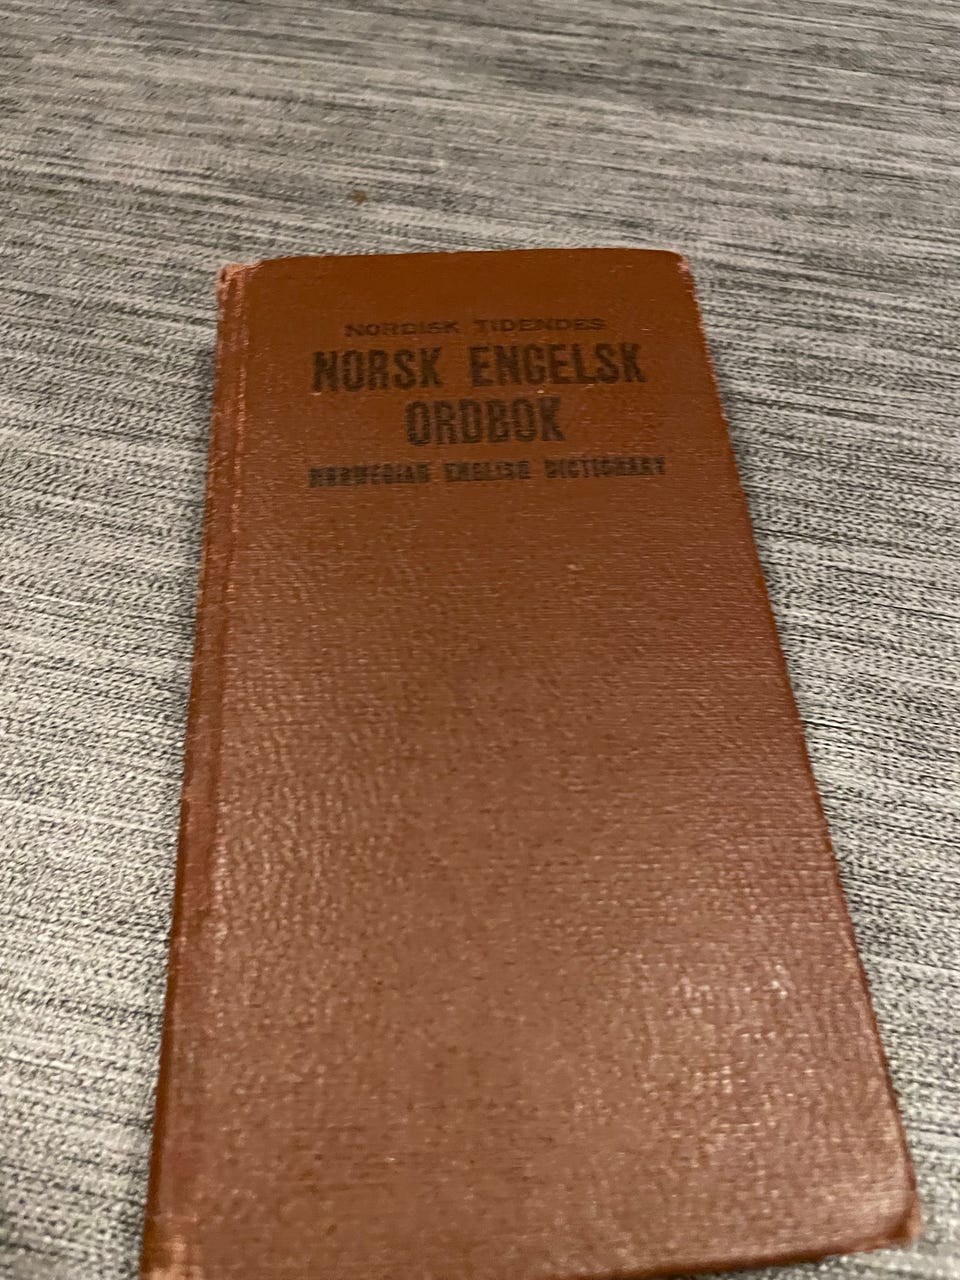 NORDISK TIDENDES
NORSK ENGELSK
ORDBOK
NORWEGIAN ENGLISH DICTIONARY